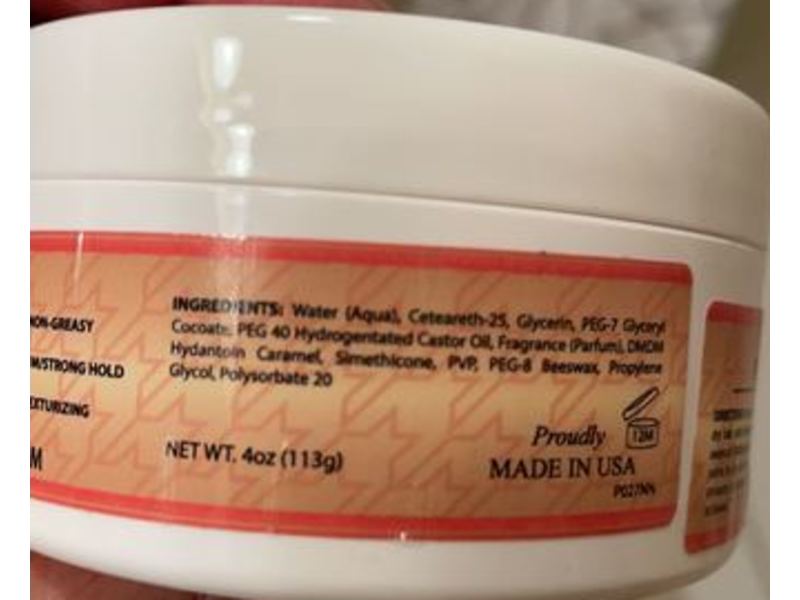 NON-GREASY
STRONG HOLD
TEXTURIZING
INGREDIENTS: Water (Aqua), Ceteareth-25, Glycerin, PEG-7 Glyceryl
Cocoate, PEG 40 Hydrogentated Castor Oil, Fragrance (Parfum), DMDM
Hydantoin Caramel, Simethicone, PVP, PEG-8 Beeswax, Propylene
Glycol, Polysorbate 20
NET WT. 4oz (113g)
12M
Proudly
MADE IN USA